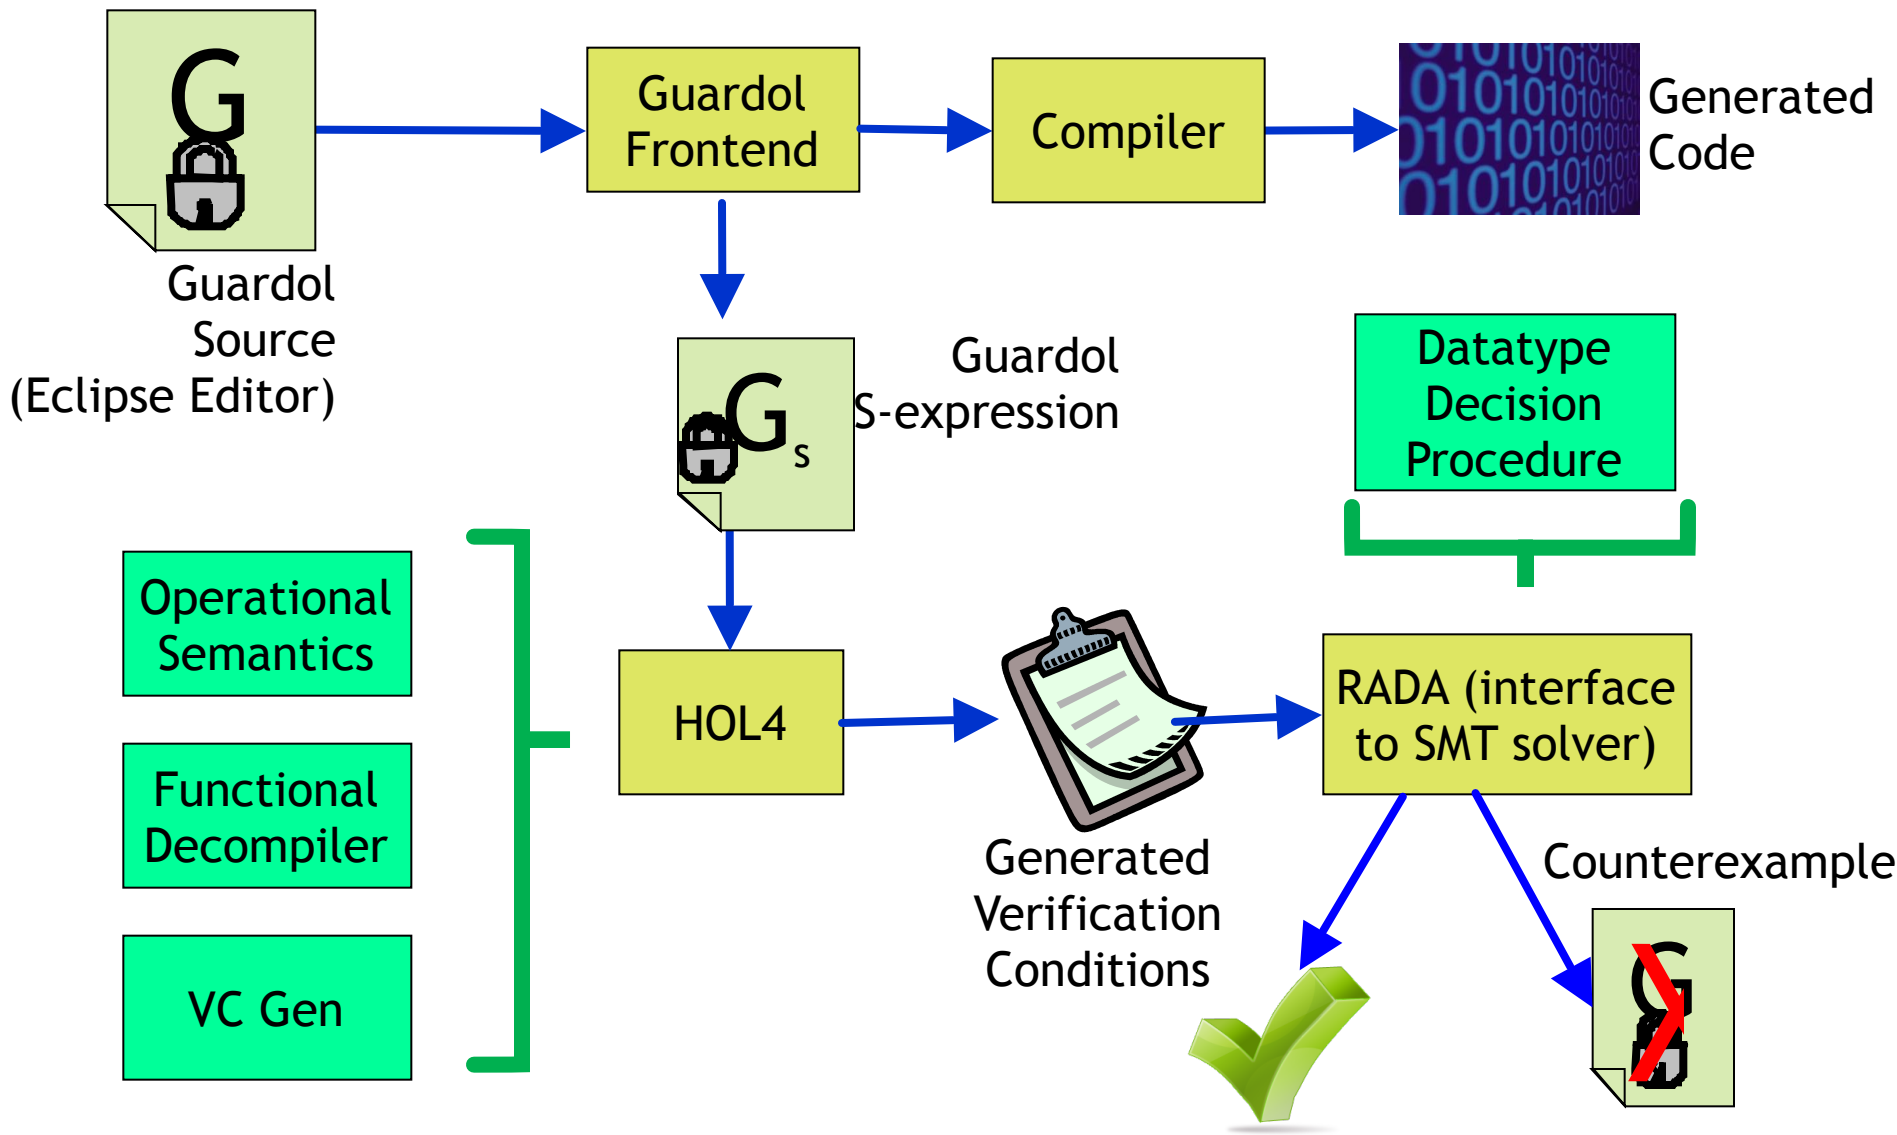 G
Guardol
Source
(Eclipse Editor)
Guardol
Frontend
Compiler
Generated
Code
Gs
Guardol
S-expression
Datatype
Decision
Procedure
Operational
Semantics
Functional
Decompiler
VC Gen
HOL4
Generated
Verification
Conditions
RADA (interface
to SMT solver)
Counterexample
G